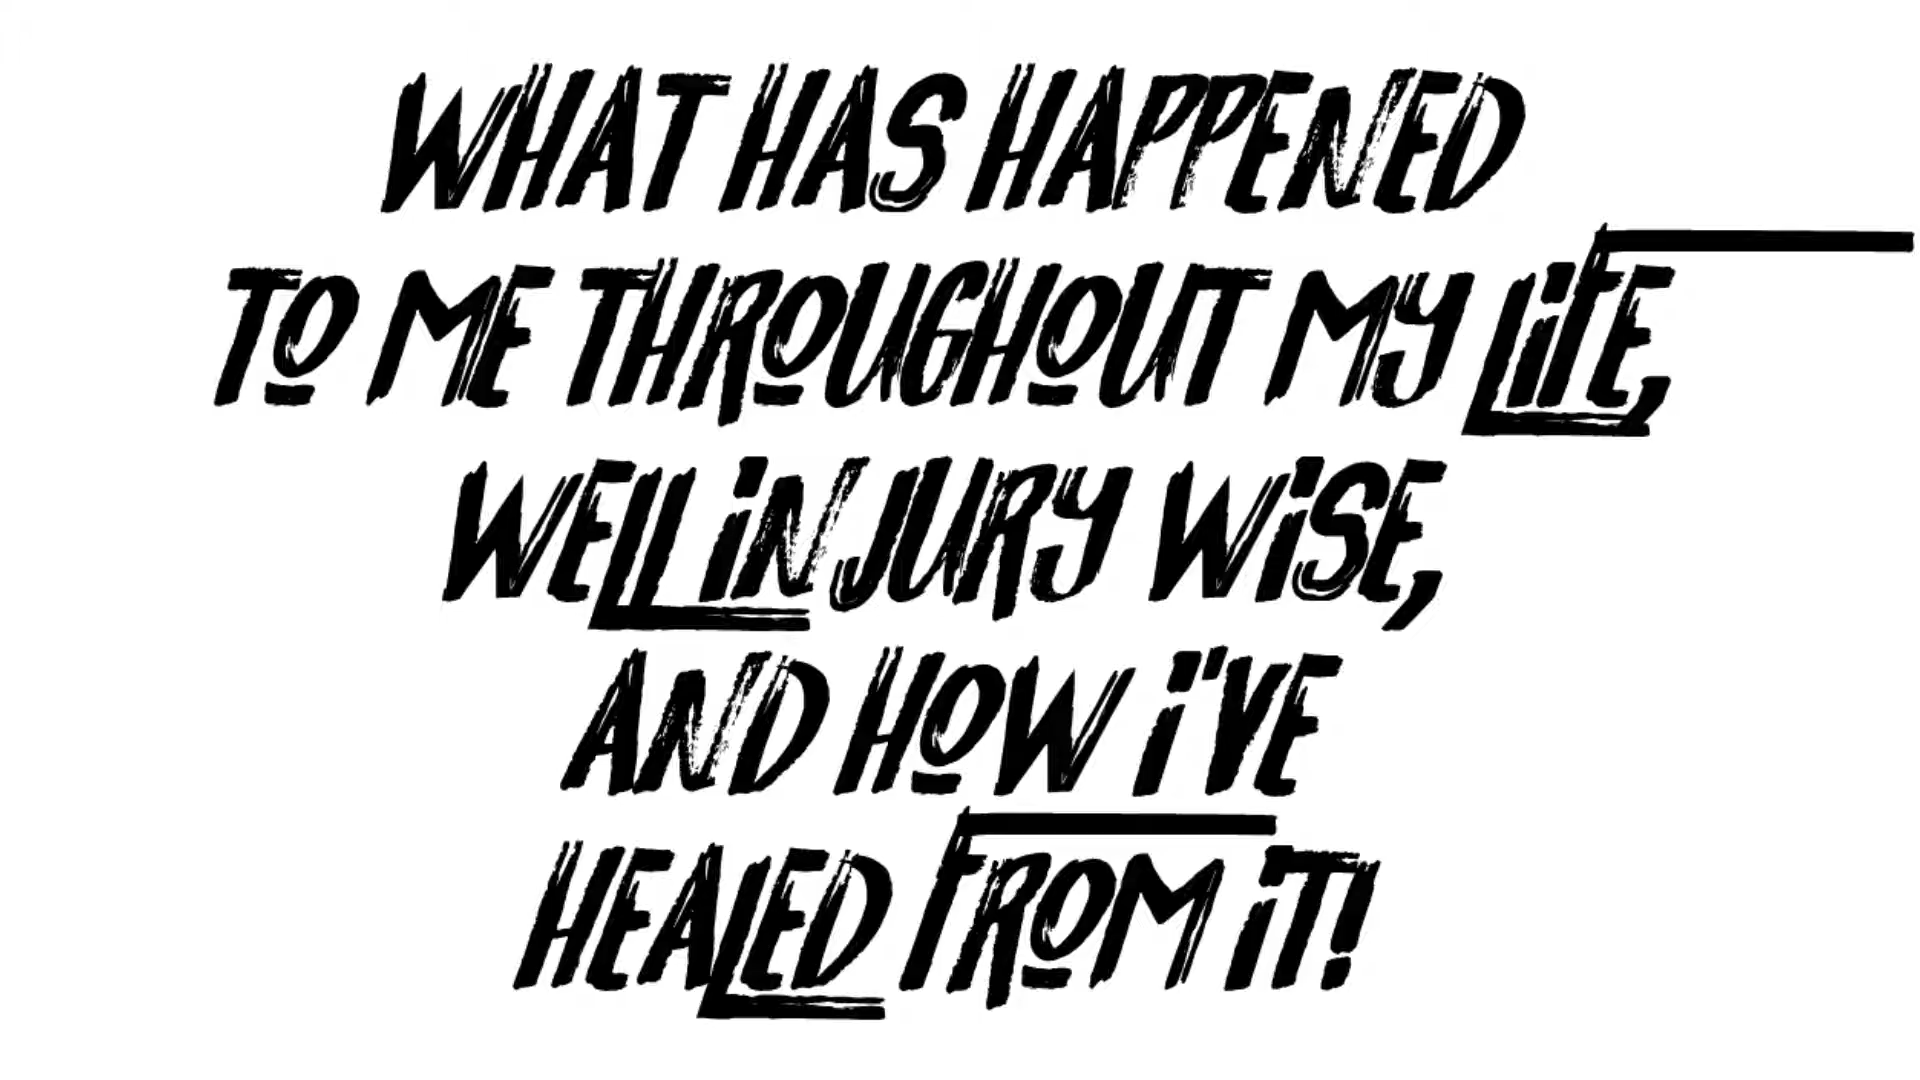 WHAT HAS HAPPENED
TO ME THROUGHOUT MY LiFE,
WELL iNJURY WiSE,
AND HOW i'VE
HEALED FROM iT!